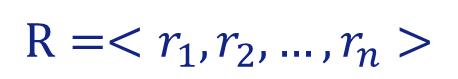 R =< r₁, r₂, ..., rₙ >